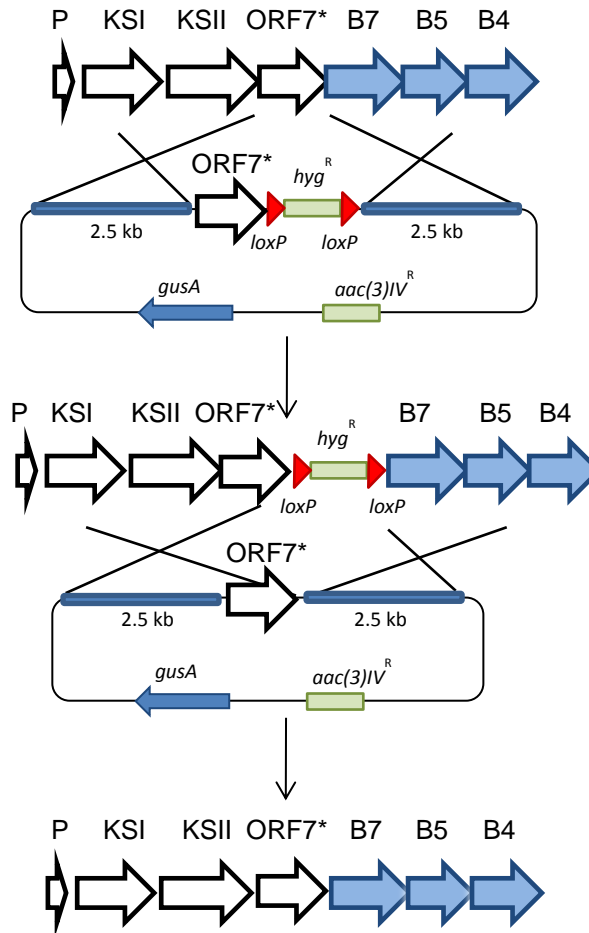 P KSI KSII ORF7* B7 B5 B4
ORF7* hyg R
2.5 kb loxP loxP 2.5 kb
gusA aac(3)IV R
P KSI KSII ORF7* B7 B5 B4
hyg R
loxP loxP
ORF7*
2.5 kb 2.5 kb
gusA aac(3)IV R
P KSI KSII ORF7* B7 B5 B4